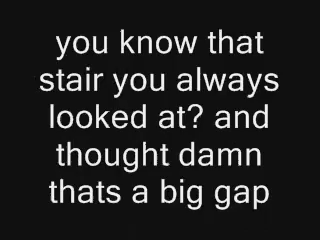 you know that
stair you always
looked at? and
thought damn
thats a big gap